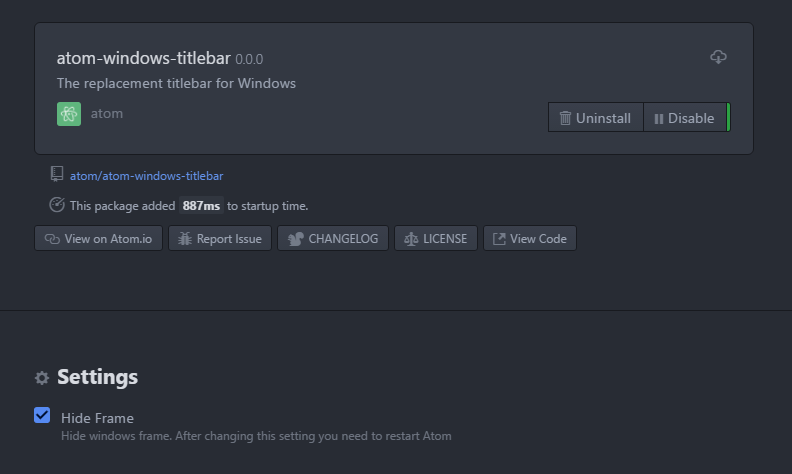 atom-windows-titlebar 0.0.0
The replacement titlebar for Windows
atom
Uninstall
Disable
atom/atom-windows-titlebar
This package added 887ms to startup time.
View on Atom.io
Report Issue
CHANGELOG
LICENSE
View Code
Settings
Hide Frame
Hide windows frame. After changing this setting you need to restart Atom